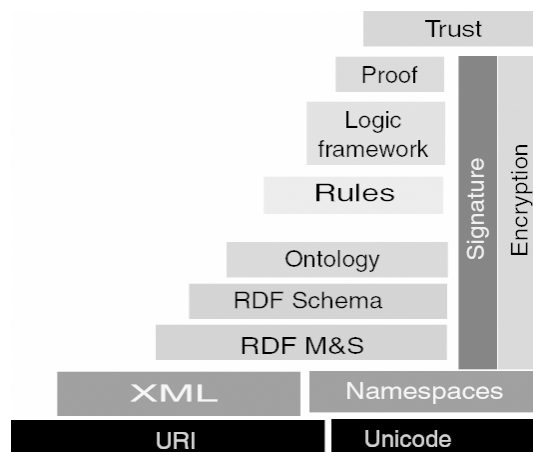 Trust
Proof
Logic
framework
Rules
Ontology
RDF Schema
RDF M&S
Signature
Encryption
XML
Namespaces
URI
Unicode